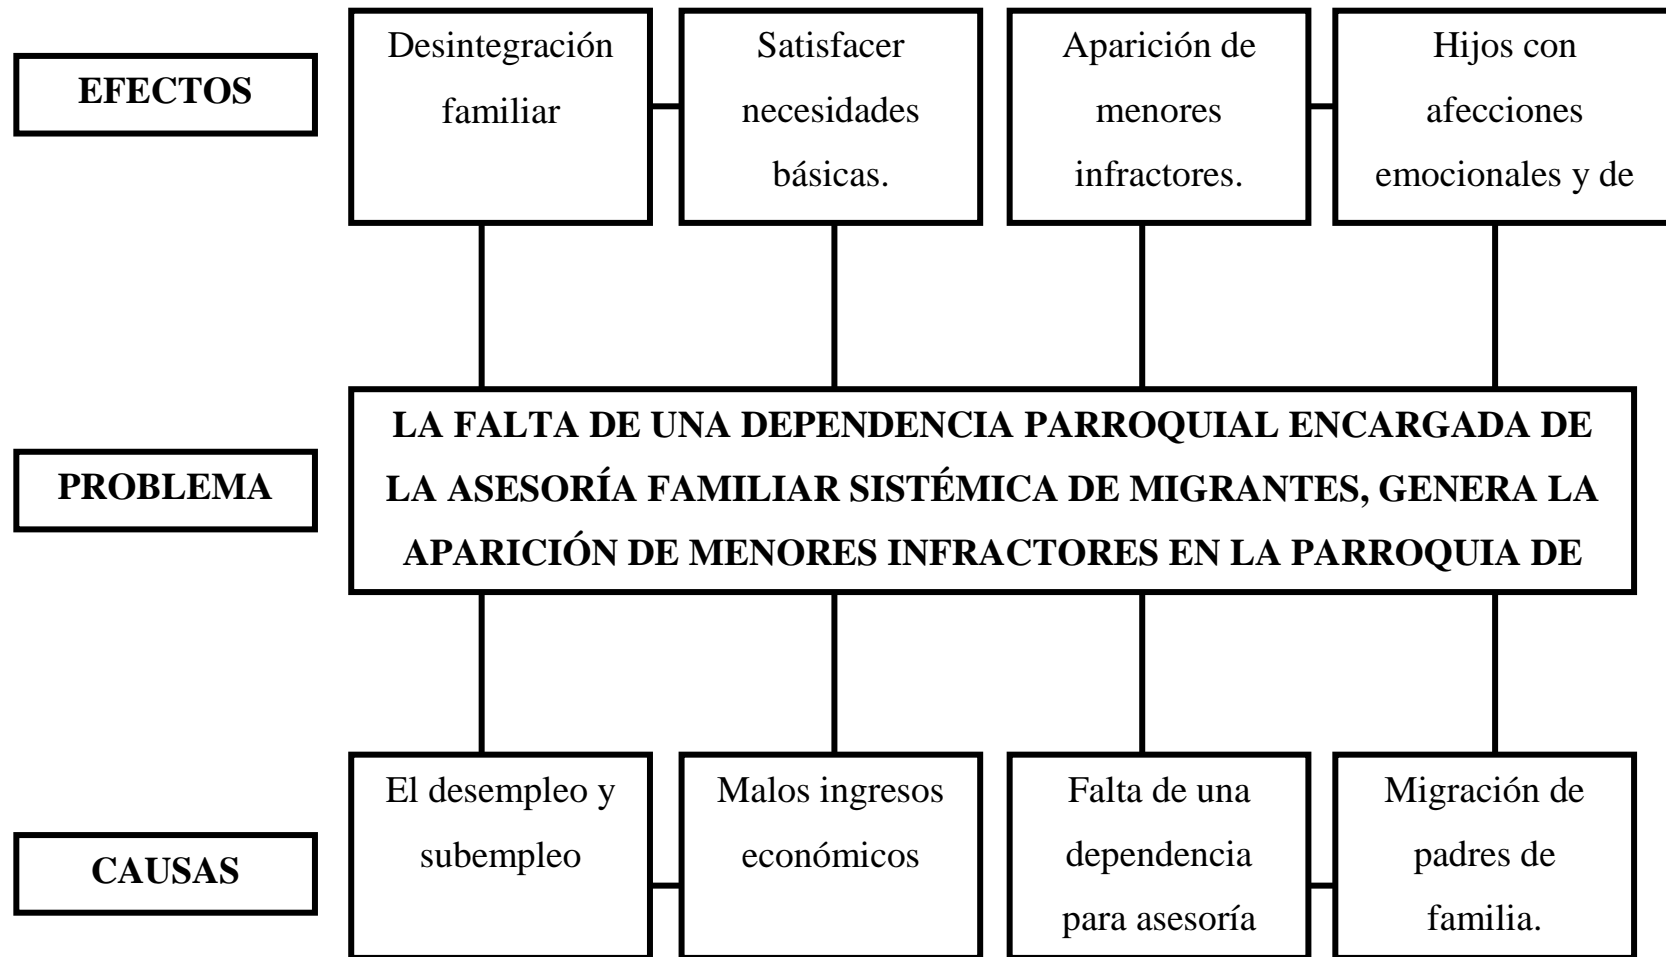 EFECTOS
Desintegración
familiar
Satisfacer
necesidades
básicas.
Aparición de
menores
infractores.
Hijos con
afecciones
emocionales y de
PROBLEMA
LA FALTA DE UNA DEPENDENCIA PARROQUIAL ENCARGADA DE
LA ASESORÍA FAMILIAR SISTÉMICA DE MIGRANTES, GENERA LA
APARICIÓN DE MENORES INFRACTORES EN LA PARROQUIA DE
CAUSAS
El desempleo y
subempleo
Malos ingresos
económicos
Falta de una
dependencia
para asesoría
Migración de
padres de
familia.